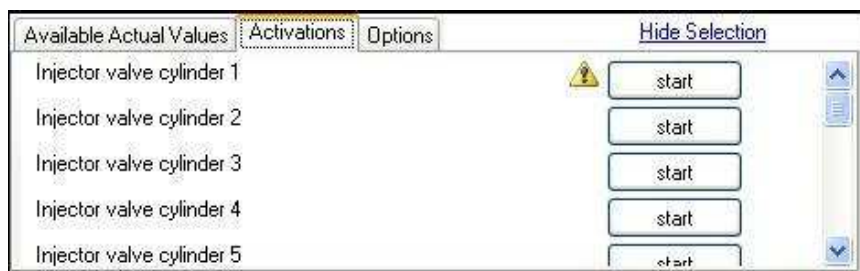 Available Actual Values Activations Options Hide Selection
Injector valve cylinder 1 start
Injector valve cylinder 2 start
Injector valve cylinder 3 start
Injector valve cylinder 4 start
Injector valve cylinder 5 start